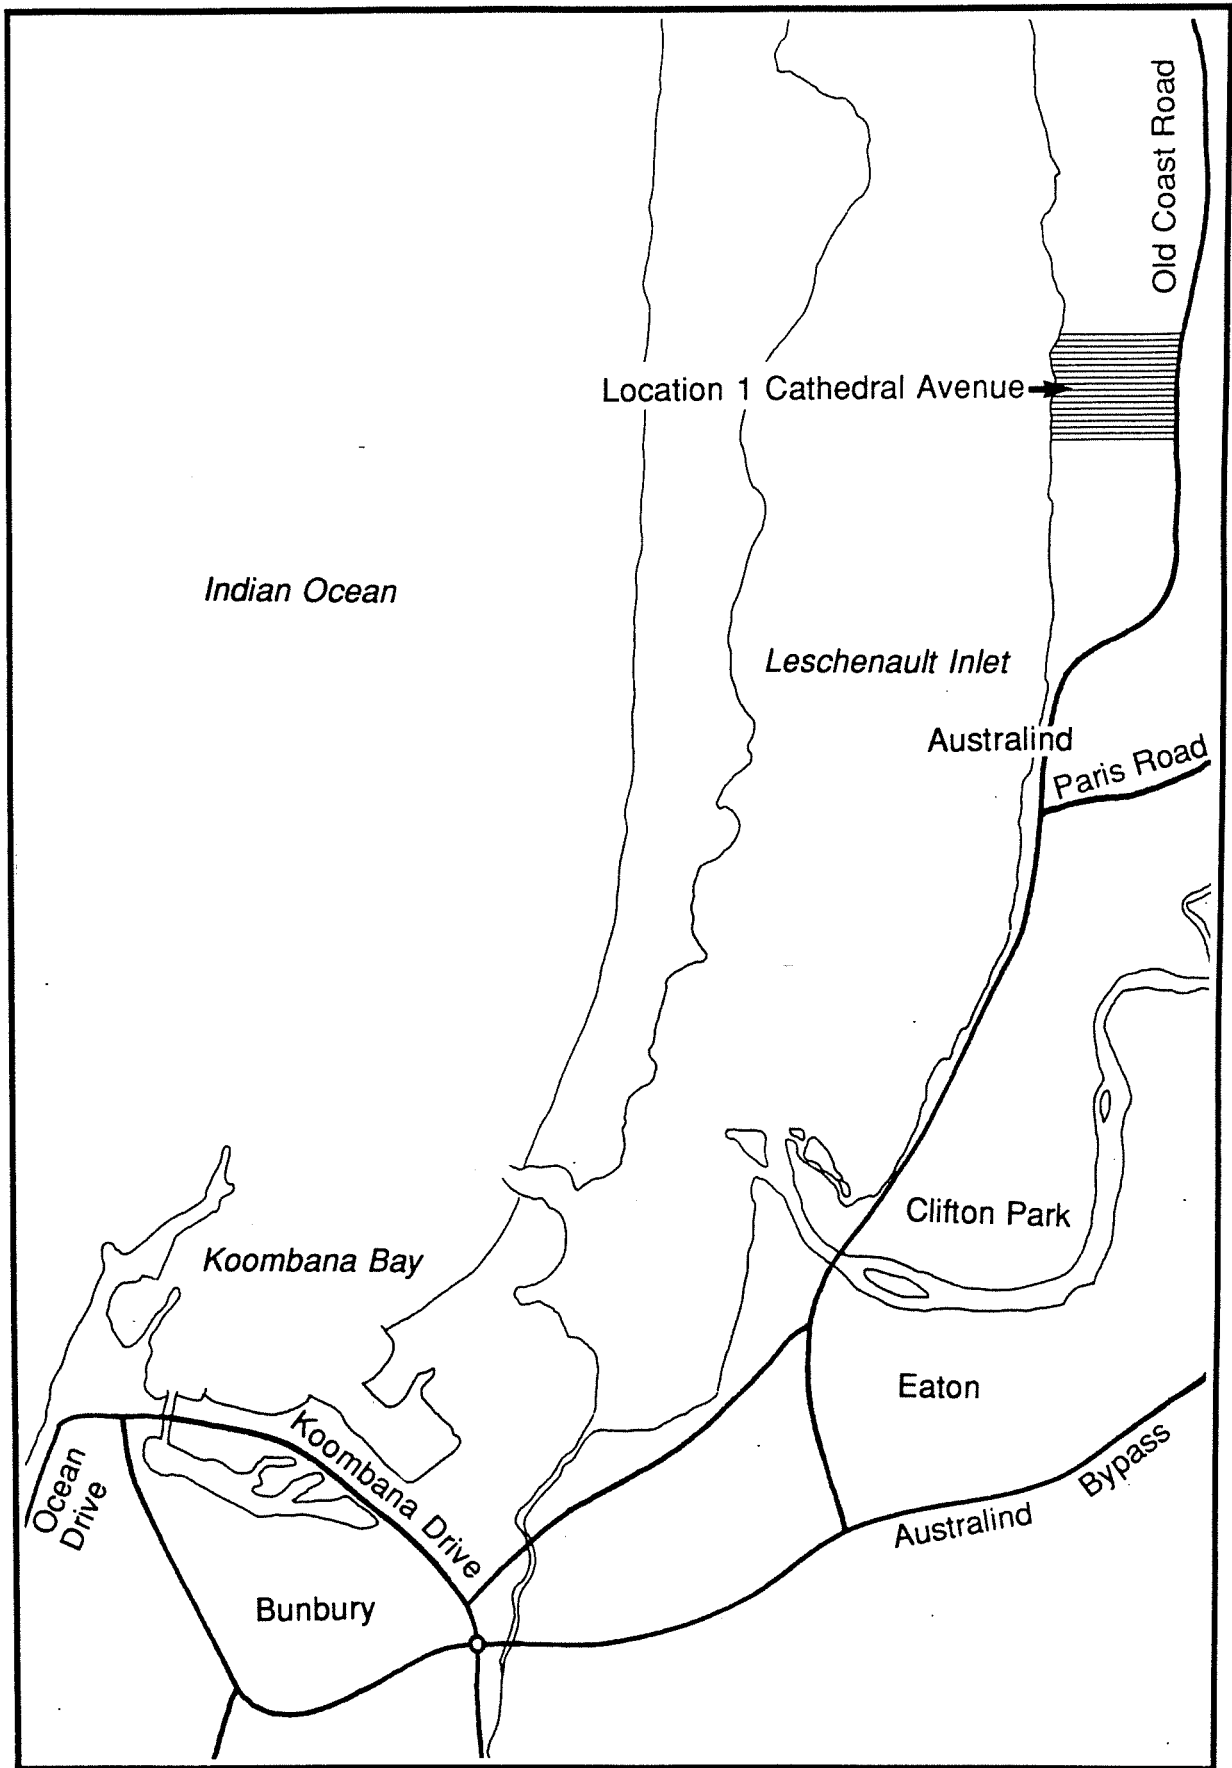 Old Coast Road
Location 1 Cathedral Avenue
Indian Ocean
Leschenault Inlet
Australind
Paris Road
Clifton Park
Koombana Bay
Eaton
Koombana Drive
Ocean
Drive
Australind Bypass
Bunbury